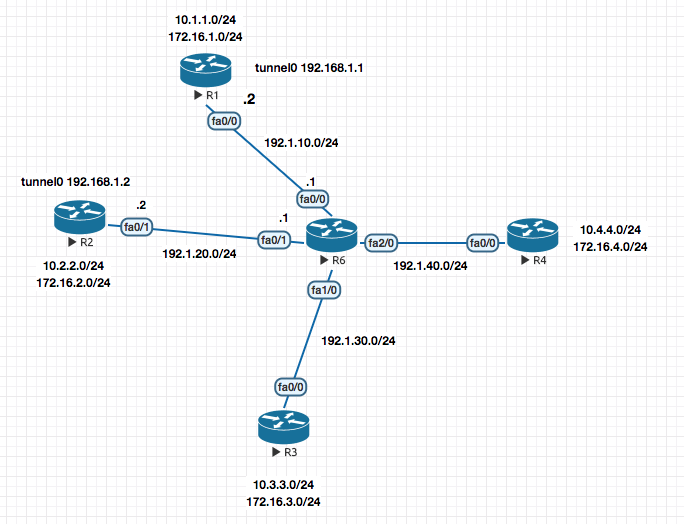 10.1.1.0/24
172.16.1.0/24
tunnel0 192.168.1.1
R1
.2
fa0/0
192.1.10.0/24
.1
fa0/0
tunnel0 192.168.1.2
.2
fa0/1
R2
10.2.2.0/24
172.16.2.0/24
192.1.20.0/24
.1
fa0/1
R6
fa2/0
192.1.40.0/24
fa0/0
R4
10.4.4.0/24
172.16.4.0/24
fa1/0
192.1.30.0/24
fa0/0
R3
10.3.3.0/24
172.16.3.0/24